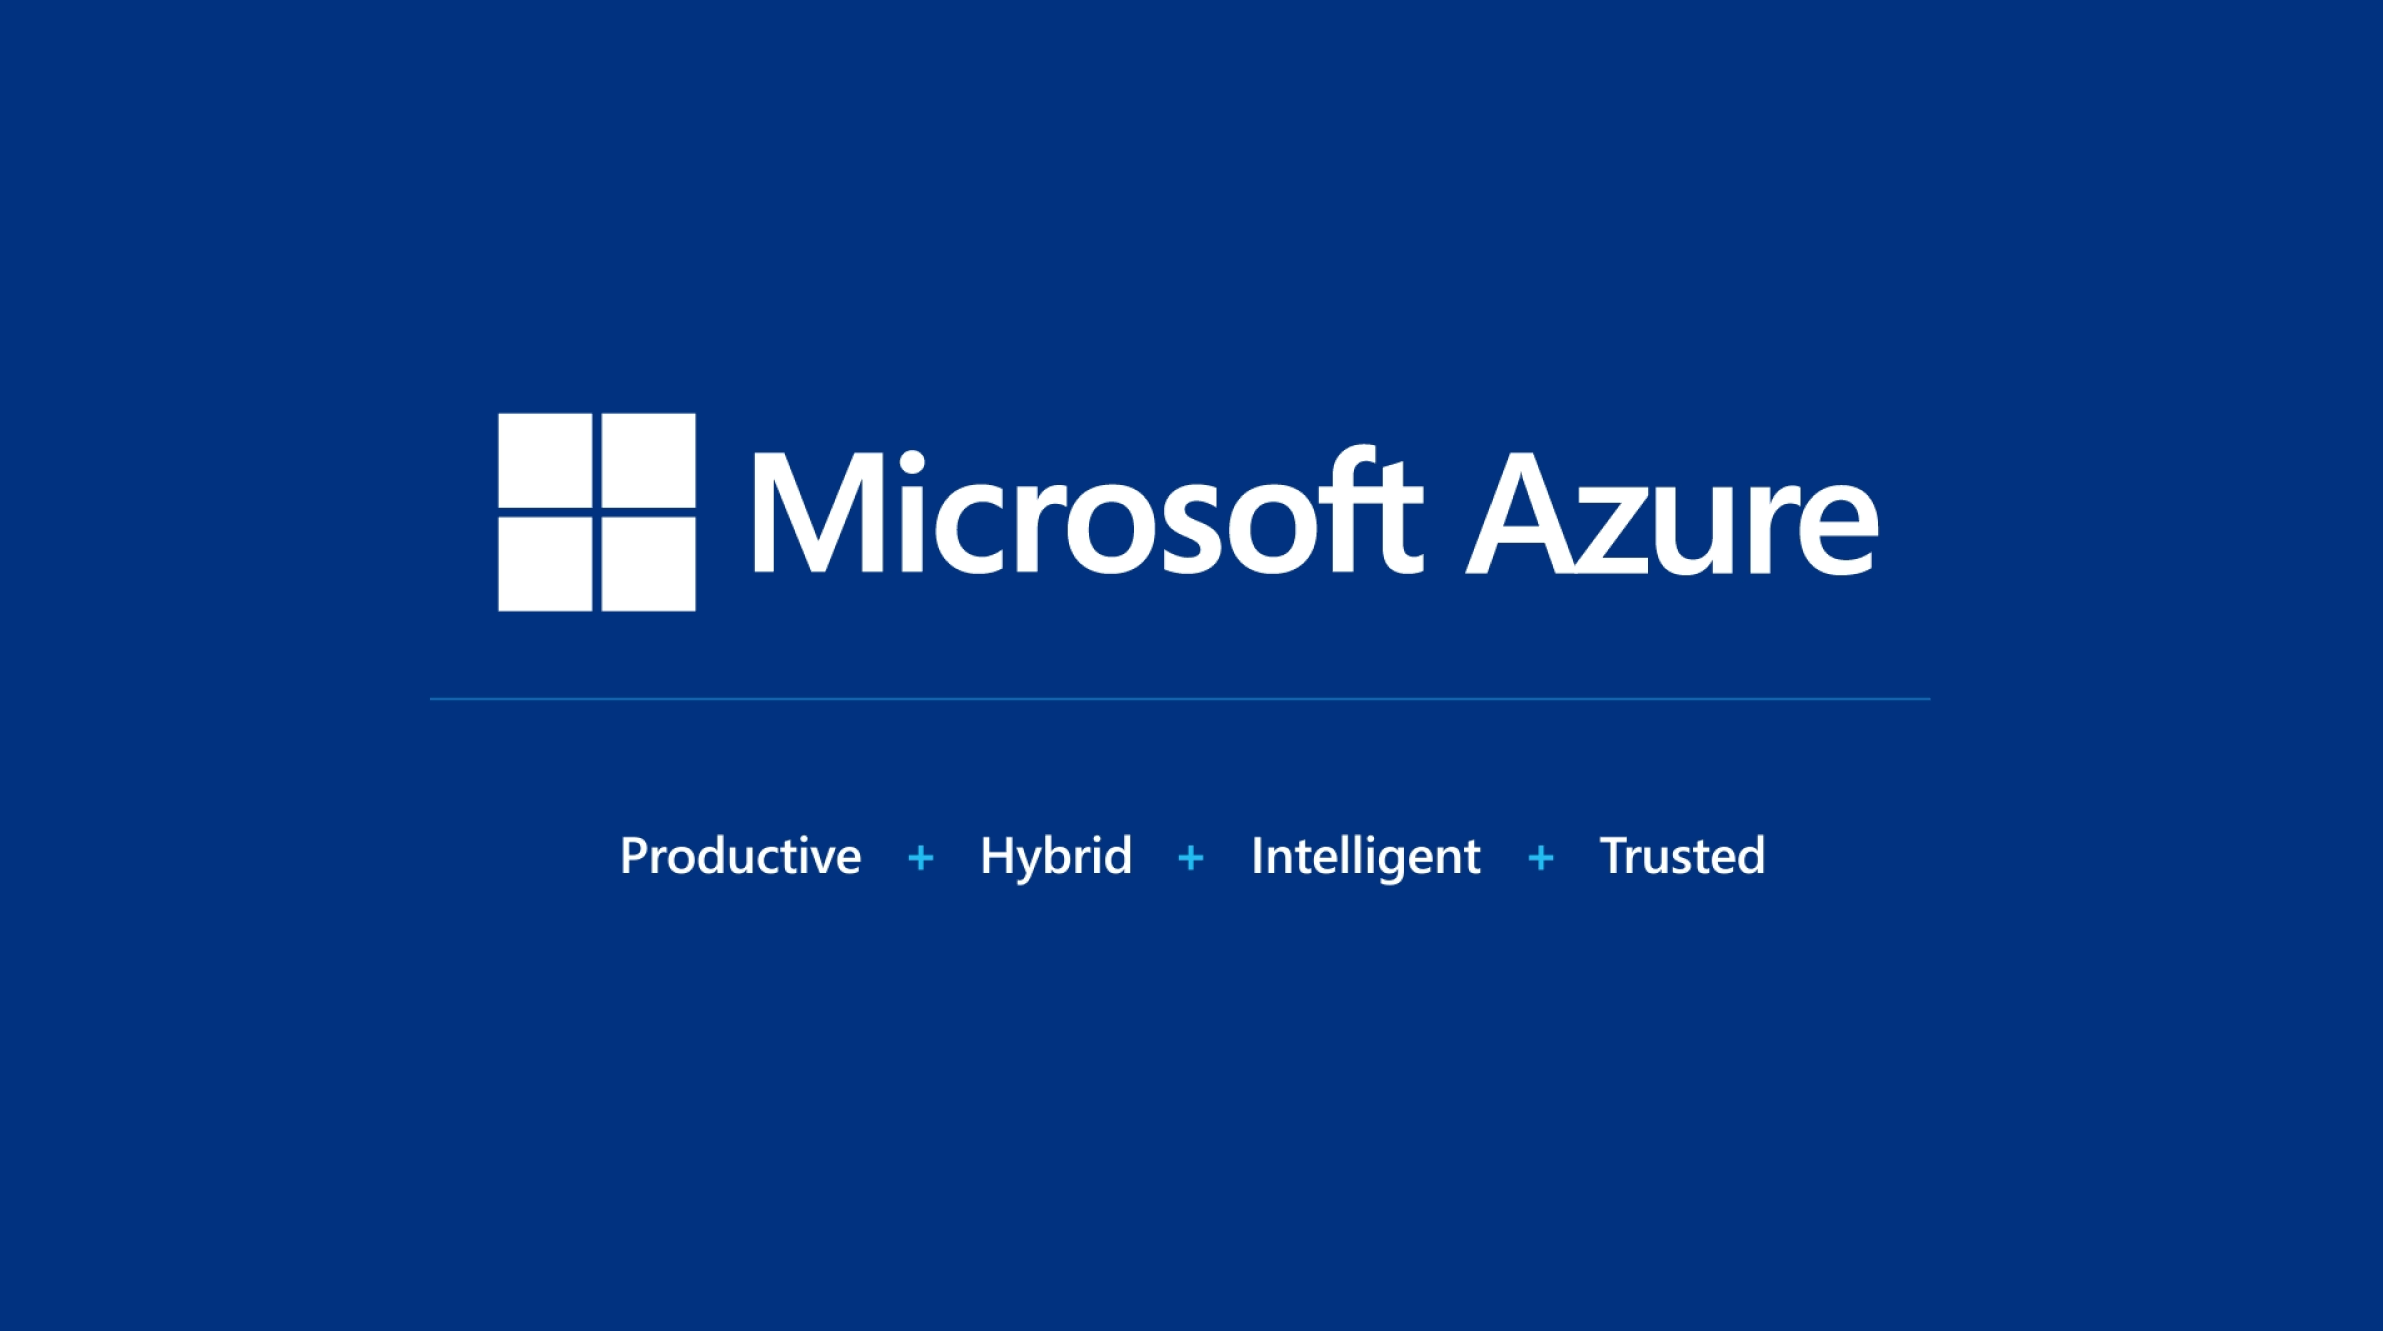 Microsoft Azure
Productive + Hybrid + Intelligent + Trusted